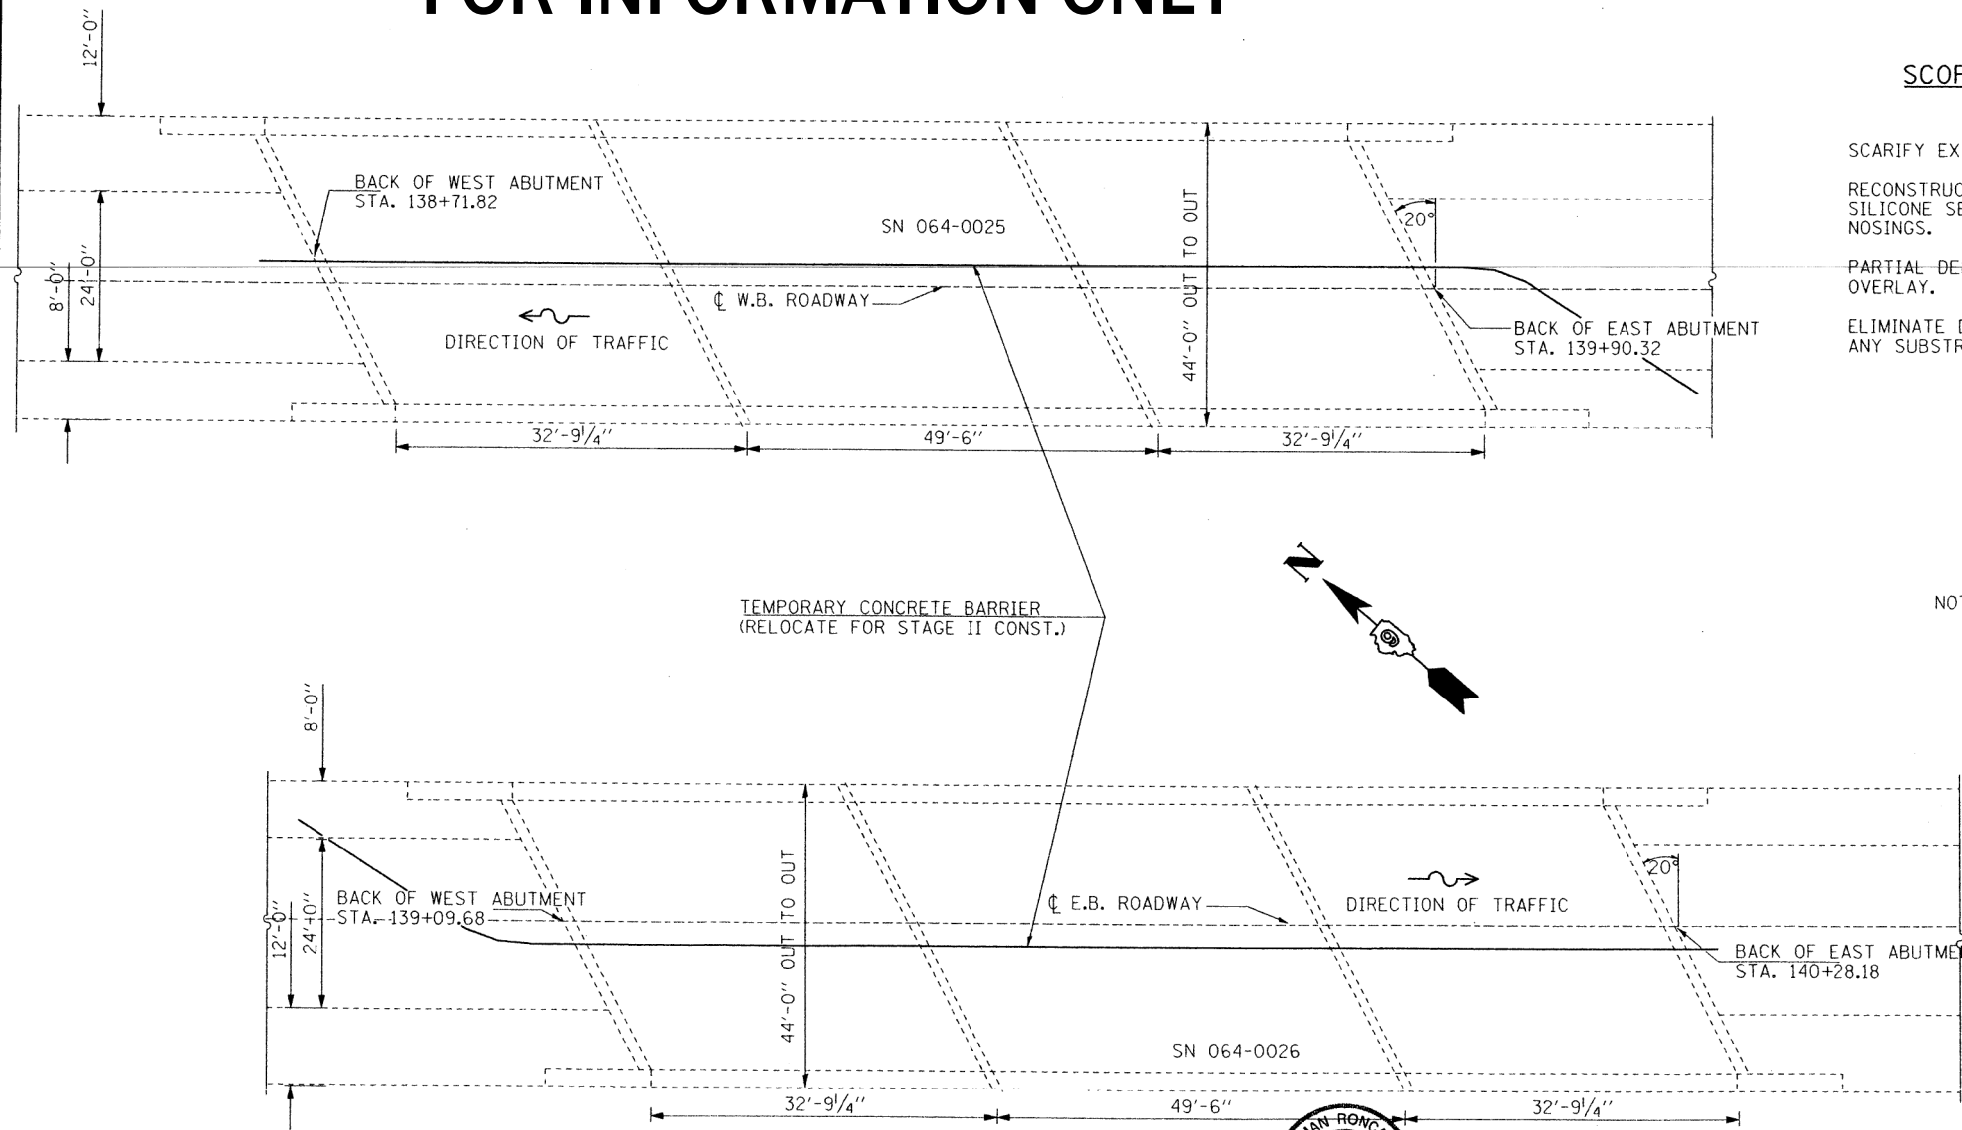 FOR INFORMATION ONLY
12'-0"
BACK OF WEST ABUTMENT
STA. 138+71.82
SN 064-0025
44'-0" OUT TO OUT
20°
8'-0"
24'-0"
℄ W.B. ROADWAY
DIRECTION OF TRAFFIC
BACK OF EAST ABUTMENT
STA. 139+90.32
32'-9¼"
49'-6"
32'-9¼"
SCARIFY
RECONSTRUC
SILICONE
NOSINGS.
PARTIAL
OVERLAY.
ELIMINATE
ANY SUBSTR
TEMPORARY CONCRETE BARRIER
(RELOCATE FOR STAGE II CONST.)
N
8'-0"
44'-0" OUT TO OUT
BACK OF WEST ABUTMENT
STA. 139+09.68
12'-0"
24'-0"
℄ E.B. ROADWAY
DIRECTION OF TRAFFIC
20°
BACK OF EAST ABUTME
STA. 140+28.18
SN 064-0026
32'-9¼"
49'-6"
32'-9¼"